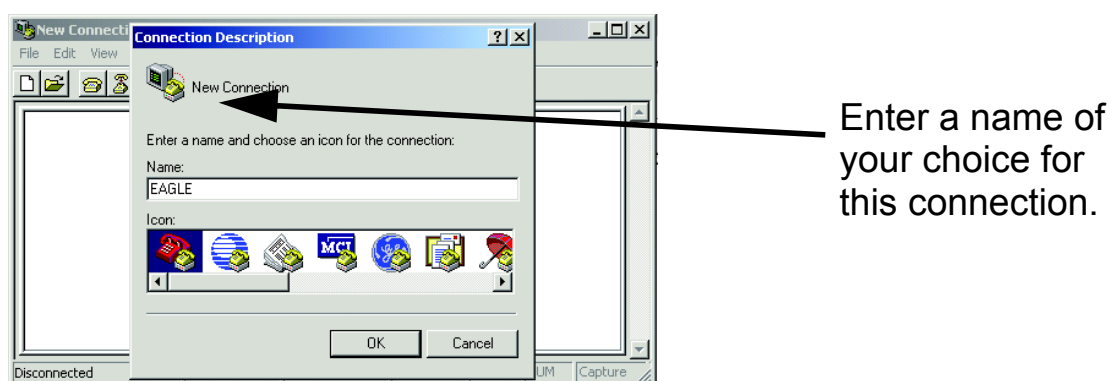 New Connecti
Connection Description
File Edit View
New Connection
Enter a name and choose an icon for the connection:
Name:
EAGLE
Icon:
MCI
OK Cancel
Disconnected
UM Capture
Enter a name of
your choice for
this connection.